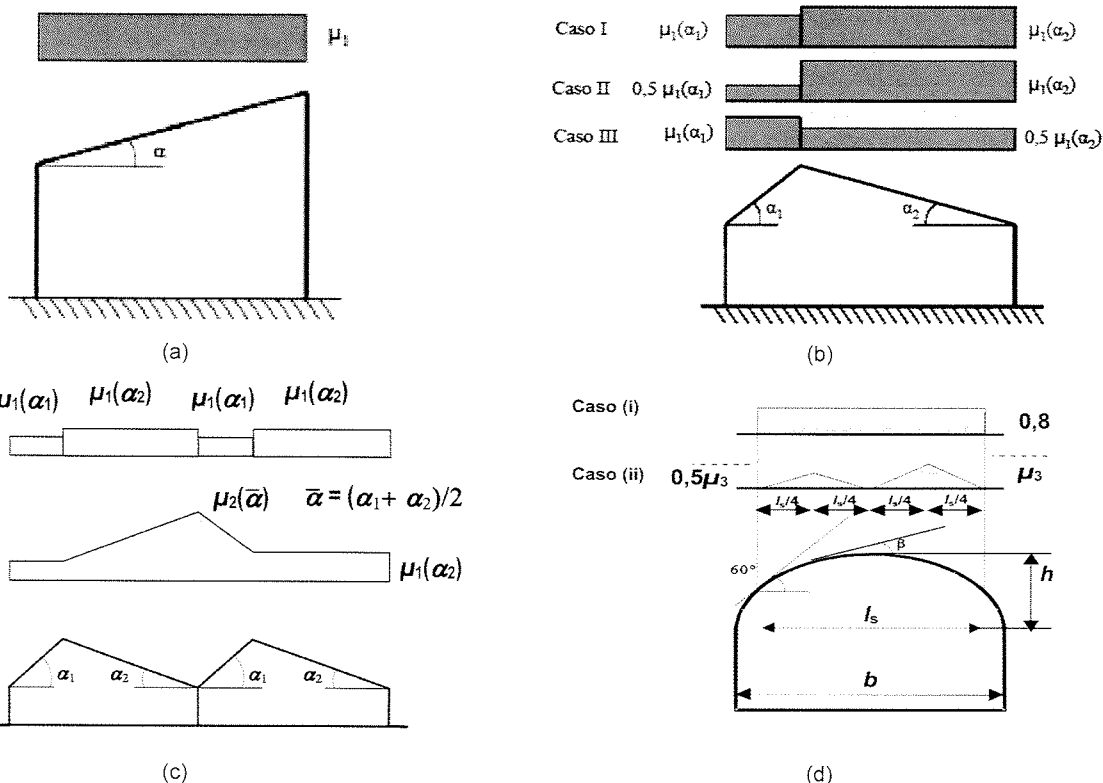 μ₁
α
(a)
Caso I μ₁(α₁) μ₁(α₂)
Caso II 0,5 μ₁(α₁) μ₁(α₂)
Caso III μ₁(α₁) 0,5 μ₁(α₂)
α₁ α₂
(b)
μ₁(α₁) μ₁(α₂) μ₁(α₁) μ₁(α₂)
μ₂(ᾱ) ᾱ = (α₁+ α₂)/2
μ₁(α₂)
α₁ α₂ α₁ α₂
(c)
Caso (i) 0,8
Caso (ii) 0,5μ₃ μ₃
lₛ/4 lₛ/4 lₛ/4 lₛ/4
β
60°
h
lₛ
b
(d)